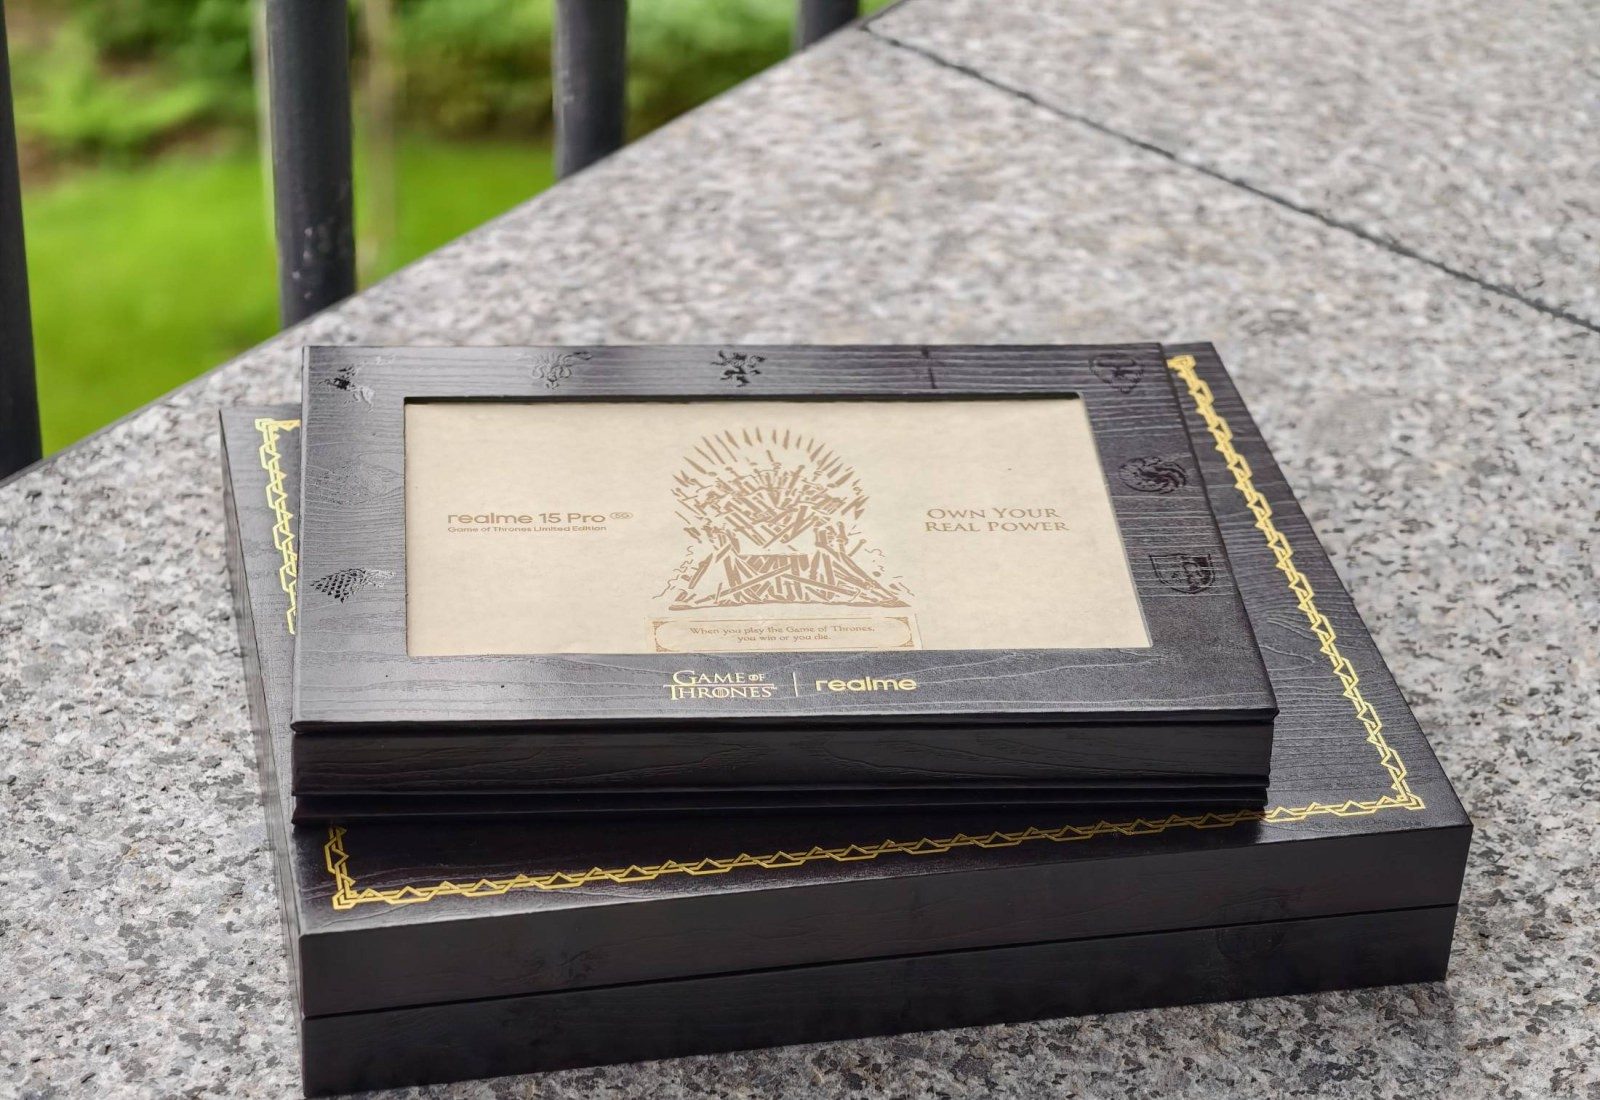 realme 15 Pro 5G
Game of Thrones Limited Edition
OWN YOUR
REAL POWER
When you play the Game of Thrones,
you win or you die.
GAME OF
THRONES
realme